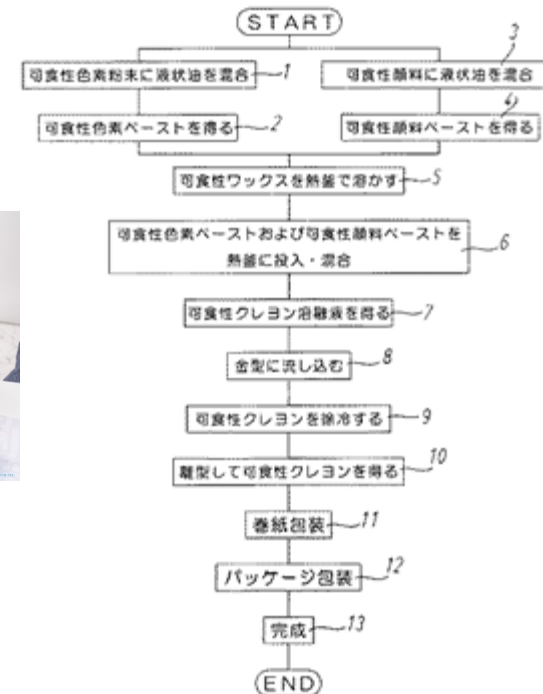 START
可食性色素粉末に液状油を混合 1
可食性顔料に液状油を混合 3
可食性色素ペーストを得る 2
可食性顔料ペーストを得る 4
可食性ワックスを熱釜で溶かす 5
可食性色素ペーストおよび可食性顔料ペーストを
熱釜に投入・混合 6
可食性クレヨン溶融液を得る 7
金型に流し込む 8
可食性クレヨンを徐冷する 9
離型して可食性クレヨンを得る 10
巻紙包装 11
パッケージ包装 12
完成 13
END